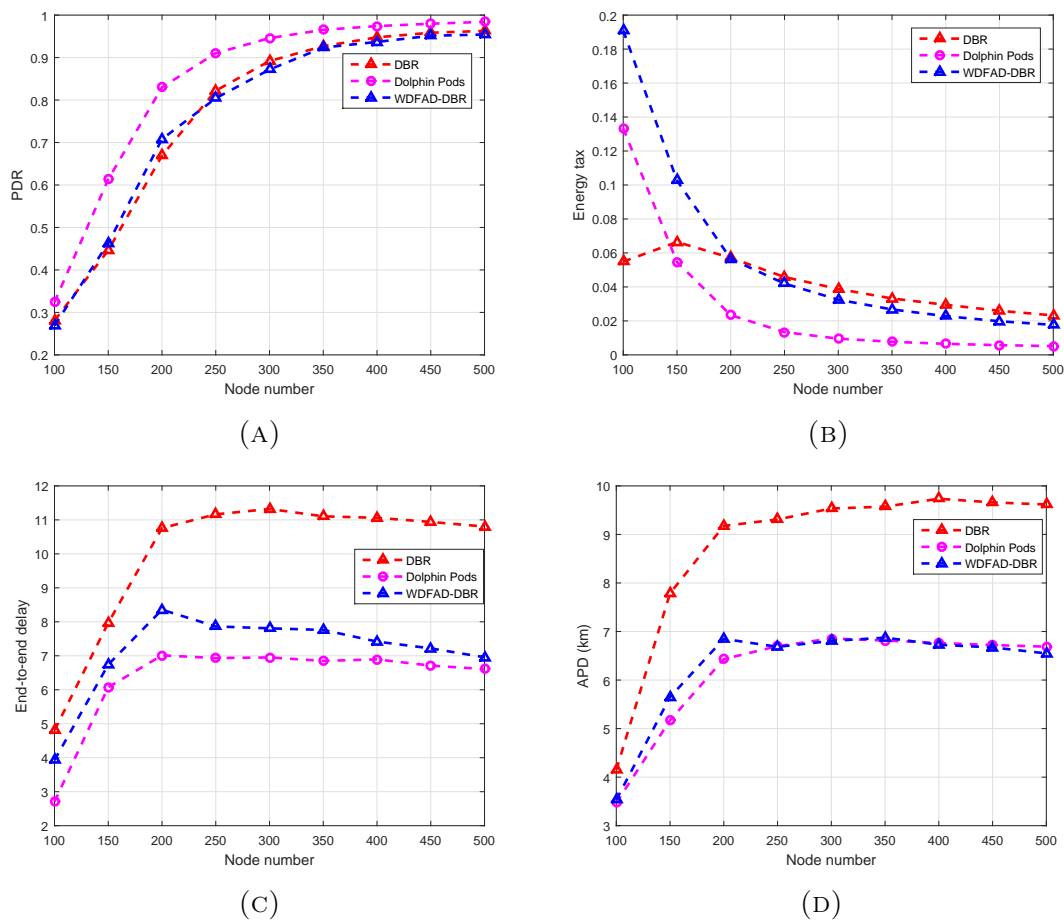 1
0.9
0.8
0.7
0.6
0.5
0.4
0.3
0.2
PDR
DBR
Dolphin Pods
WDFAD-DBR
100 150 200 250 300 350 400 450 500
Node number
(A)
0.2
0.18
0.16
0.14
0.12
0.1
0.08
0.06
0.04
0.02
0
Energy tax
DBR
Dolphin Pods
WDFAD-DBR
100 150 200 250 300 350 400 450 500
Node number
(B)
12
11
10
9
8
7
6
5
4
3
2
End-to-end delay
DBR
Dolphin Pods
WDFAD-DBR
100 150 200 250 300 350 400 450 500
Node number
(C)
10
9
8
7
6
5
4
3
APD (km)
DBR
Dolphin Pods
WDFAD-DBR
100 150 200 250 300 350 400 450 500
Node number
(D)